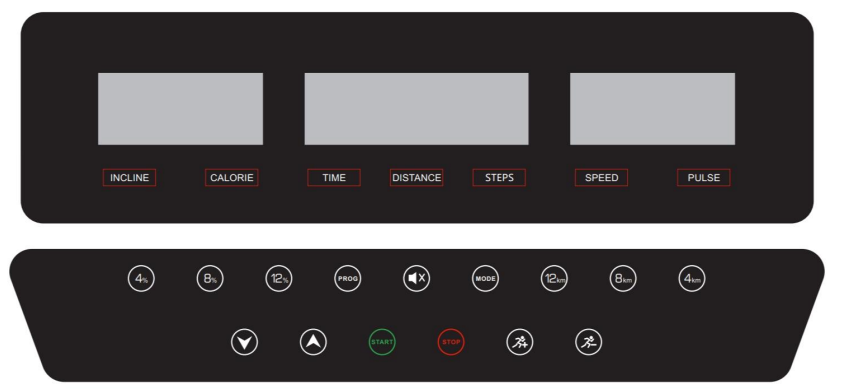 INCLINE CALORIE TIME DISTANCE STEPS SPEED PULSE
4% 8% 12% PROG X MODE 12km 8km 4km
START STOP